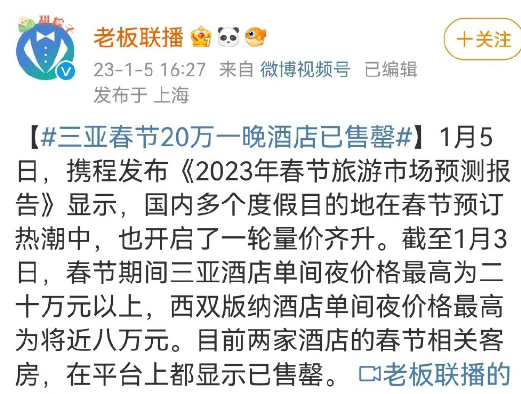 老板联播
+关注
23-1-5 16:27 来自 微博视频号 已编辑
发布于 上海
【#三亚春节20万一晚酒店已售罄#】1月5
日，携程发布《2023年春节旅游市场预测报
告》显示，国内多个度假目的地在春节预订
热潮中，也开启了一轮量价齐升。截至1月3
日，春节期间三亚酒店单间夜价格最高为二
十万元以上，西双版纳酒店单间夜价格最高
为将近八万元。目前两家酒店的春节相关客
房，在平台上都显示已售罄。老板联播的